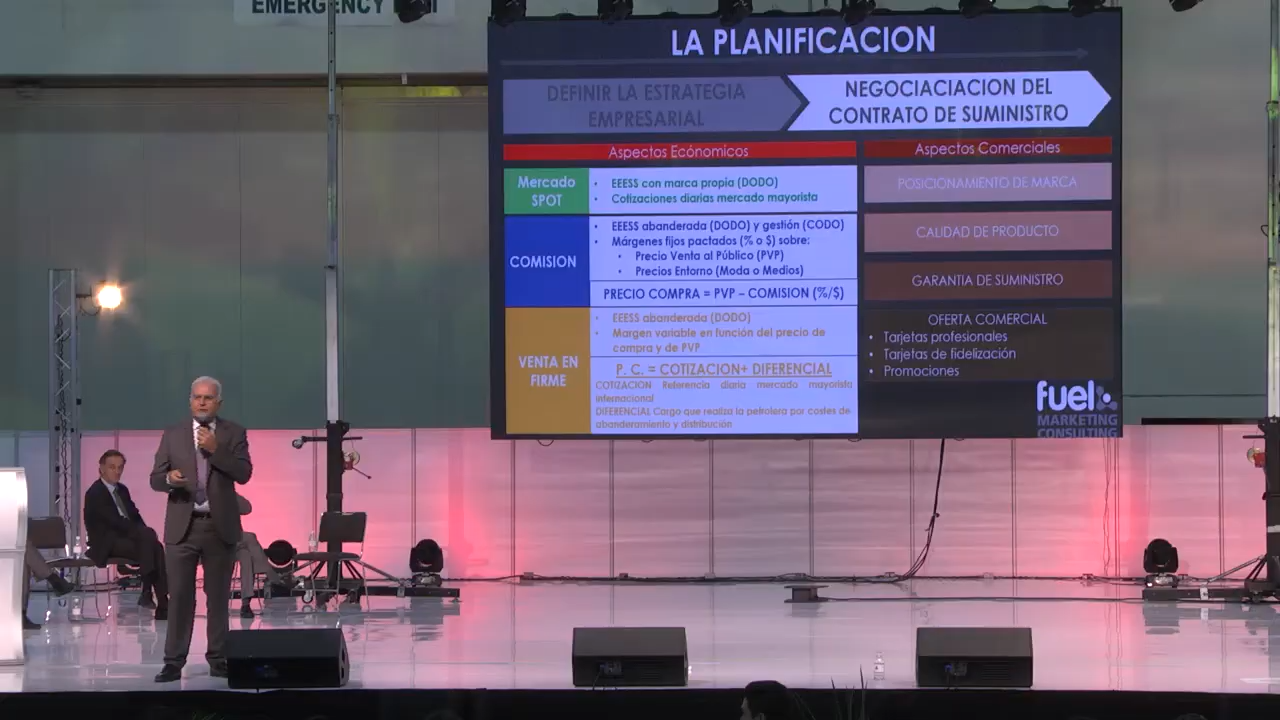 EMERGENCY
LA PLANIFICACION
DEFINIR LA ESTRATEGIA
EMPRESARIAL
NEGOCIACIACION DEL
CONTRATO DE SUMINISTRO
Aspectos Ecónomicos
Mercado
SPOT
• EEESS con marca propia (DODO)
• Cotizaciones diarias mercado mayorista
COMISION
• EEESS abanderada (DODO) y gestión (CODO)
• Márgenes fijos pactados (% o $) sobre:
• Precio Venta al Público (PVP)
• Precios Entorno (Moda o Medios)
PRECIO COMPRA = PVP – COMISION (%/$)
VENTA EN
FIRME
• EEESS abanderada (DODO)
• Margen variable en función del precio de
compra y de PVP
P. C. = COTIZACION+ DIFERENCIAL
COTIZACION Referencia diaria mercado mayorista
internacional
DIFERENCIAL Cargo que realiza la petrolera por costes de
abanderamiento y distribución
Aspectos Comerciales
POSICIONAMIENTO DE MARCA
CALIDAD DE PRODUCTO
GARANTIA DE SUMINISTRO
OFERTA COMERCIAL
• Tarjetas profesionales
• Tarjetas de fidelización
• Promociones
fuel
MARKETING
CONSULTING